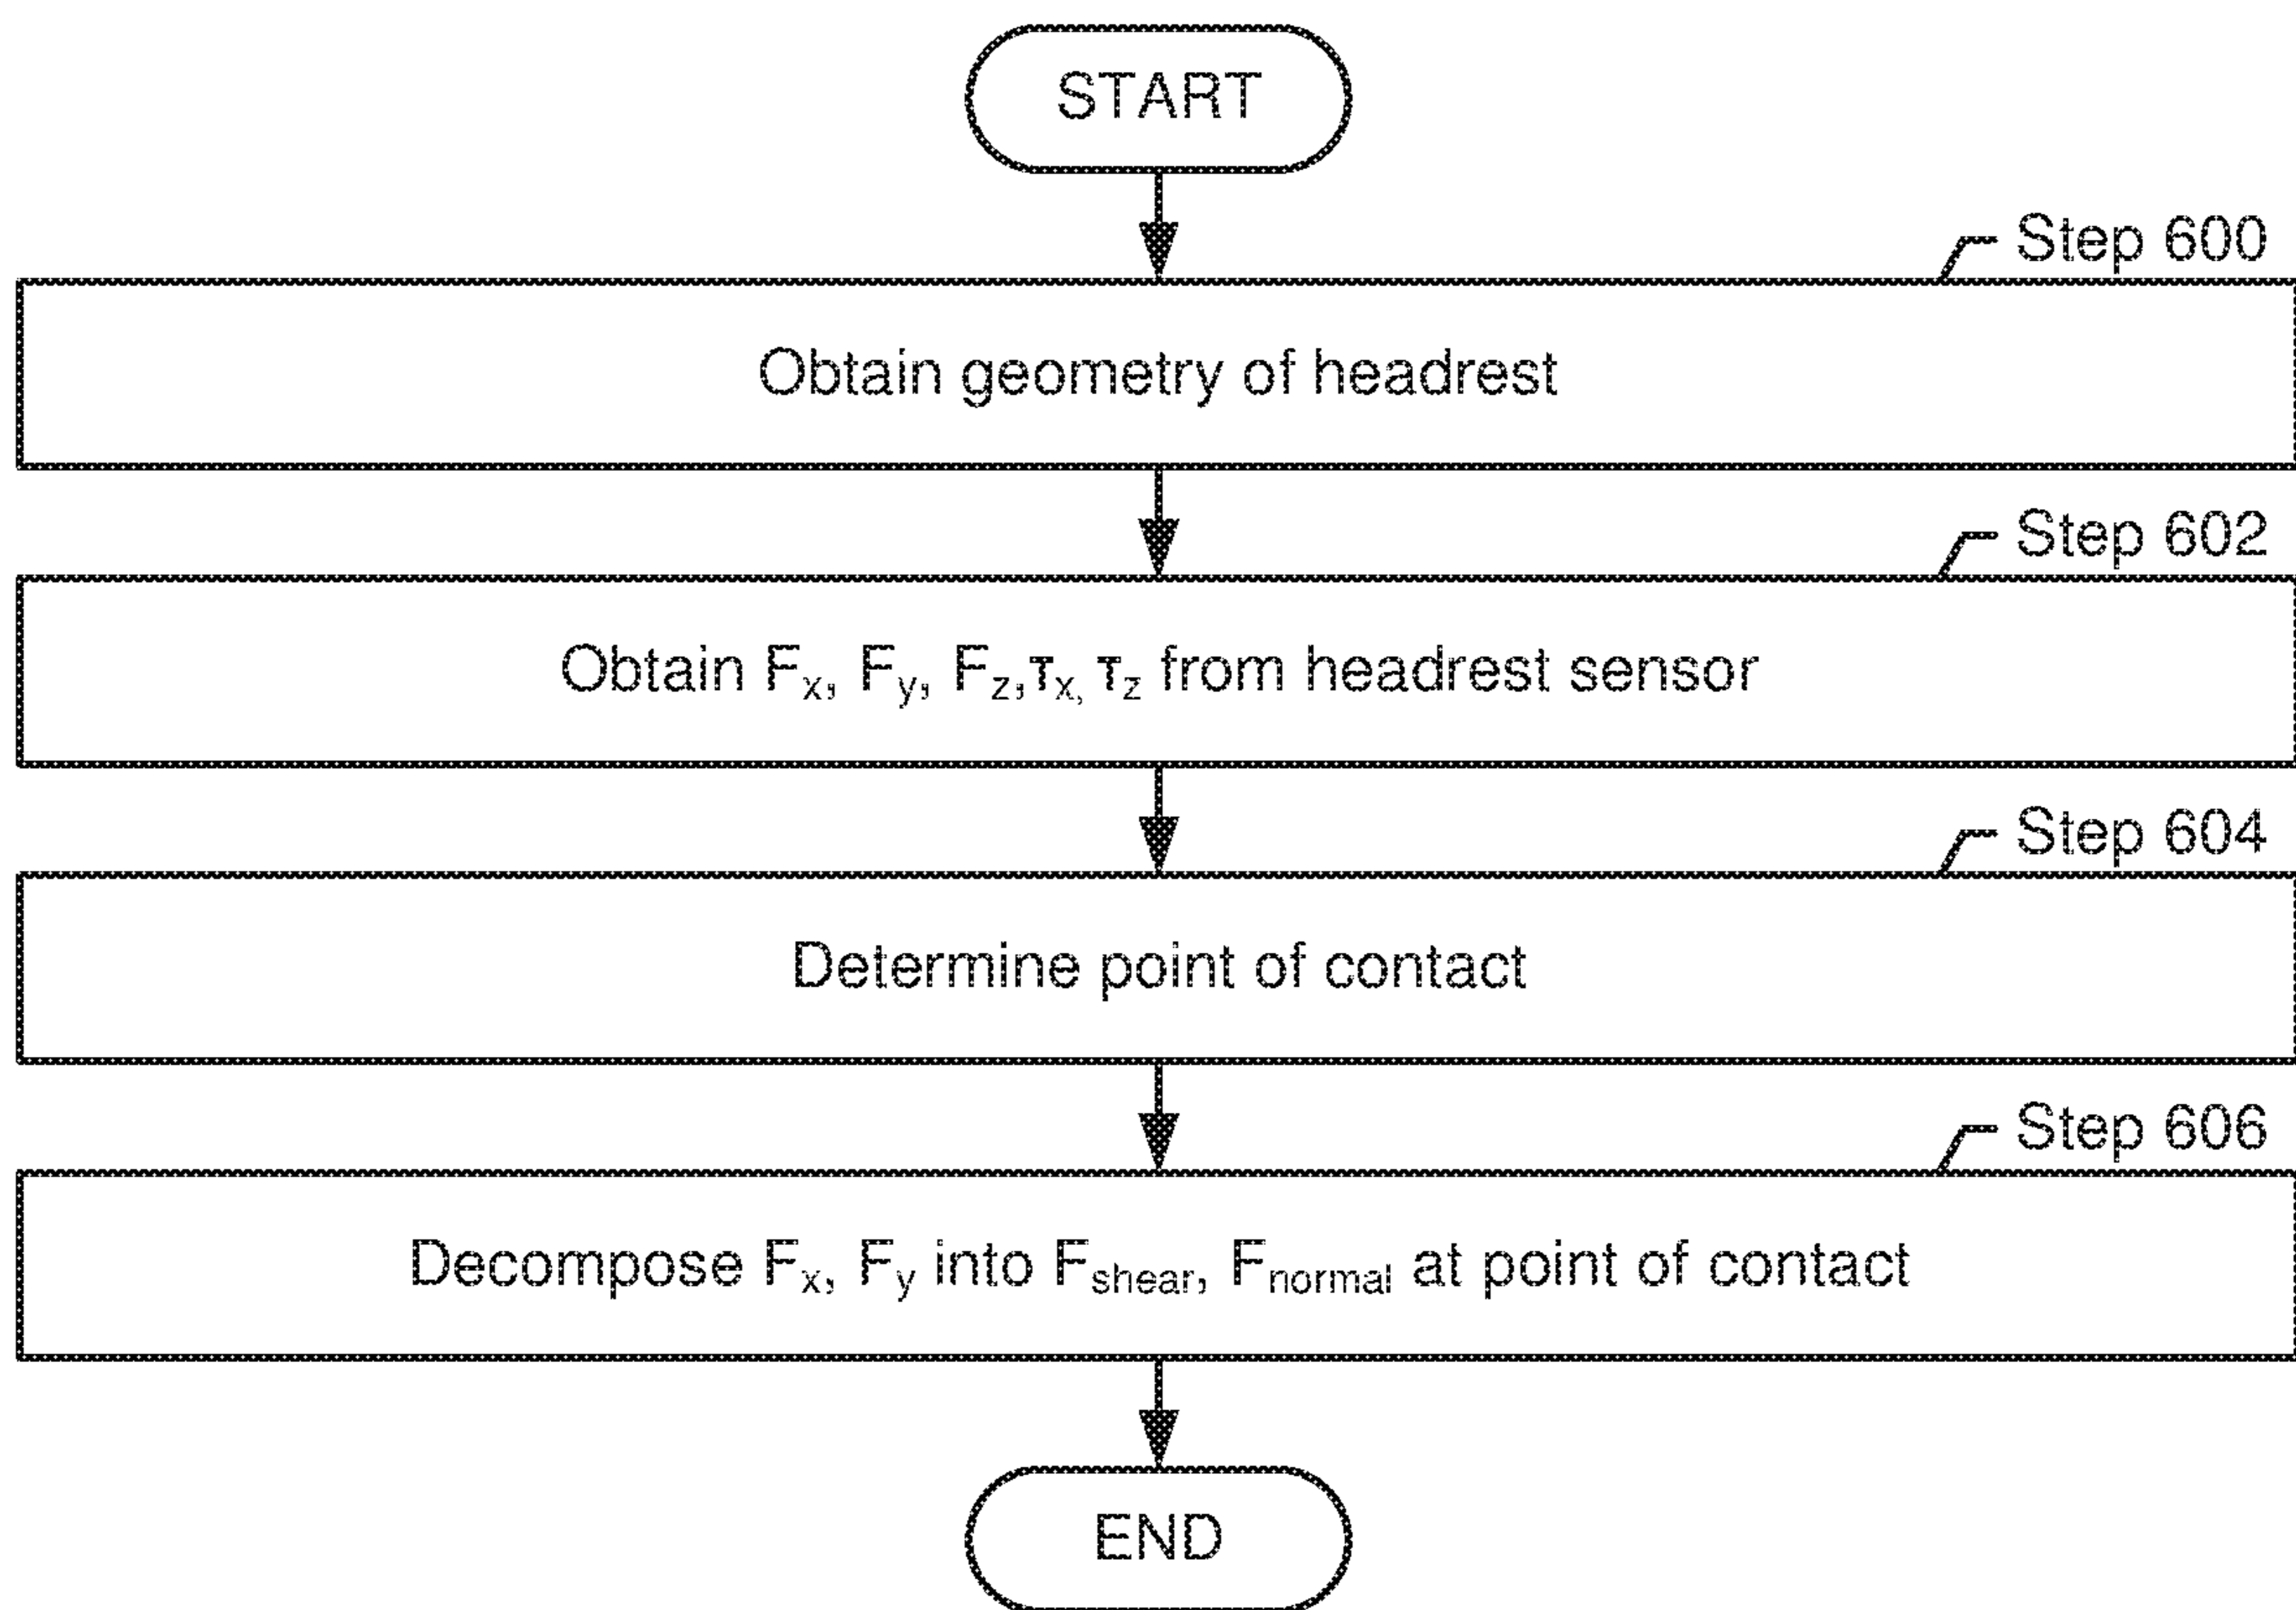 START
Step 600
Obtain geometry of headrest
Step 602
Obtain Fx, Fy, Fz,τx, τz from headrest sensor
Step 604
Determine point of contact
Step 606
Decompose Fx, Fy into Fshear, Fnormal at point of contact
END